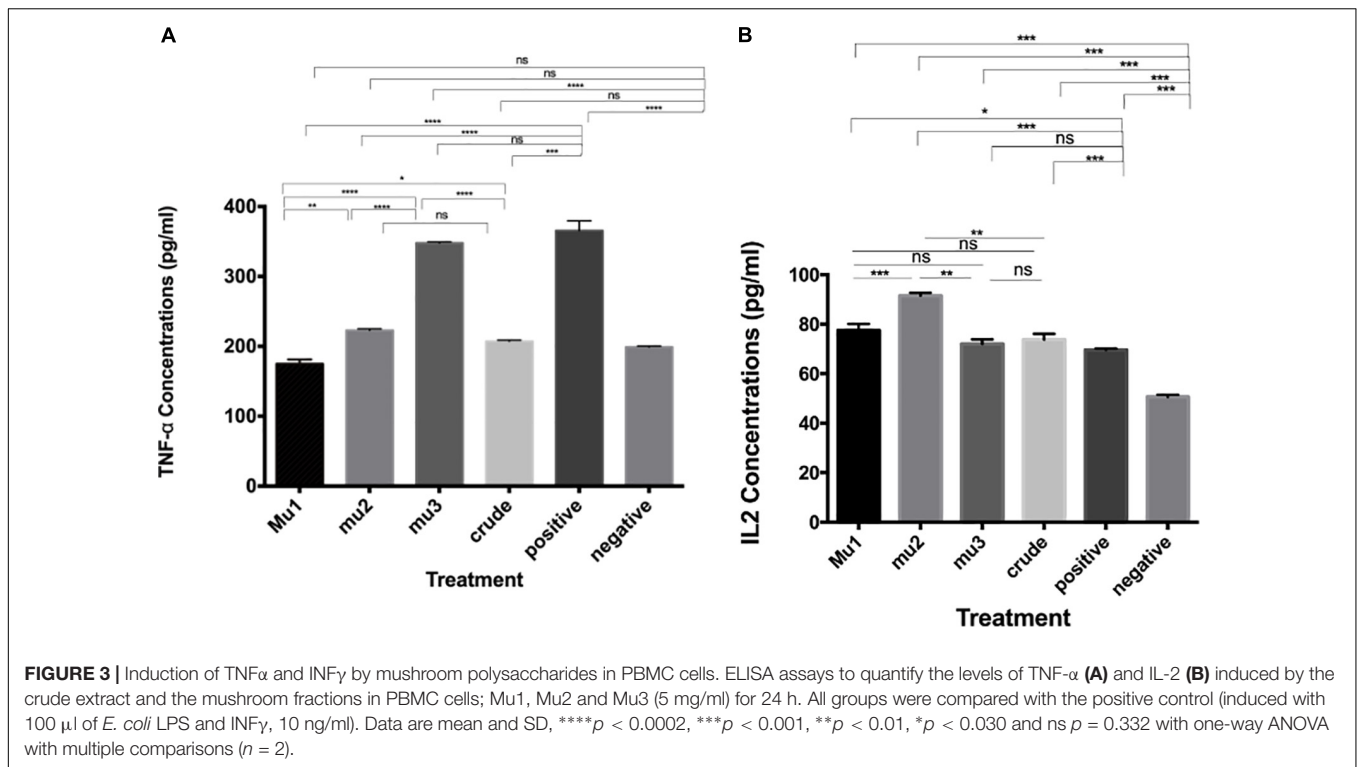 A
ns
ns
****
ns
****
****
****
ns
***
*
****
****
**
****
ns
TNF-α Concentrations (pg/ml)
400
300
200
100
0
Mu1
mu2
mu3
crude
positive
negative
Treatment
B
***
***
***
***
***
*
***
ns
***
**
ns
ns
***
**
ns
IL2 Concentrations (pg/ml)
100
80
60
40
20
0
Mu1
mu2
mu3
crude
positive
negative
Treatment
FIGURE 3 | Induction of TNFα and INFγ by mushroom polysaccharides in PBMC cells. ELISA assays to quantify the levels of TNF-α (A) and IL-2 (B) induced by the
crude extract and the mushroom fractions in PBMC cells; Mu1, Mu2 and Mu3 (5 mg/ml) for 24 h. All groups were compared with the positive control (induced with
100 μl of E. coli LPS and INFγ, 10 ng/ml). Data are mean and SD, ****p < 0.0002, ***p < 0.001, **p < 0.01, *p < 0.030 and ns p = 0.332 with one-way ANOVA
with multiple comparisons (n = 2).